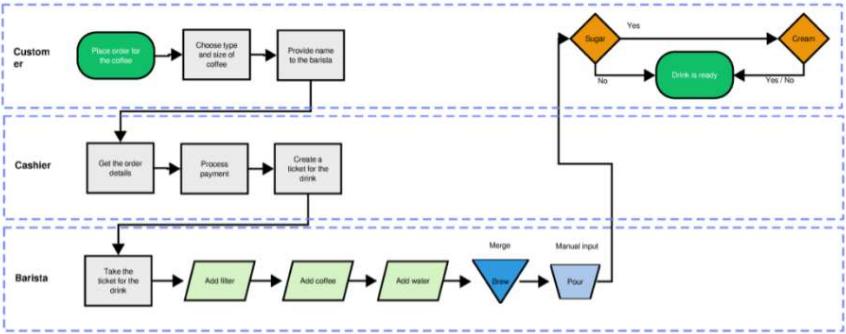 Custom
er
Place order for
the coffee
Choose type
and size of
coffee
Provide name
to the barista
Sugar
Yes
Cream
No
Drink is ready
Yes / No
Cashier
Get the order
details
Process
payment
Create a
ticket for the
drink
Barista
Take the
ticket for the
drink
Add filter
Add coffee
Add water
Merge
Brew
Manual input
Pour